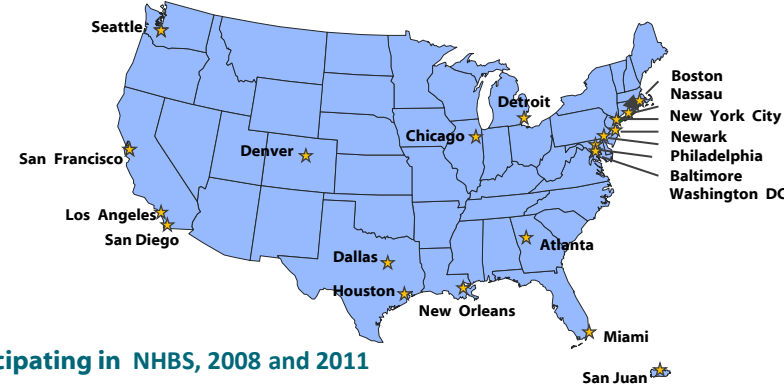 Seattle
Boston
Nassau
Detroit
New York City
Chicago
Newark
Denver
San Francisco
Philadelphia
Baltimore
Washington DC
Los Angeles
San Diego
Atlanta
Dallas
Houston
New Orleans
Miami
cipating in NHBS, 2008 and 2011
San Juan